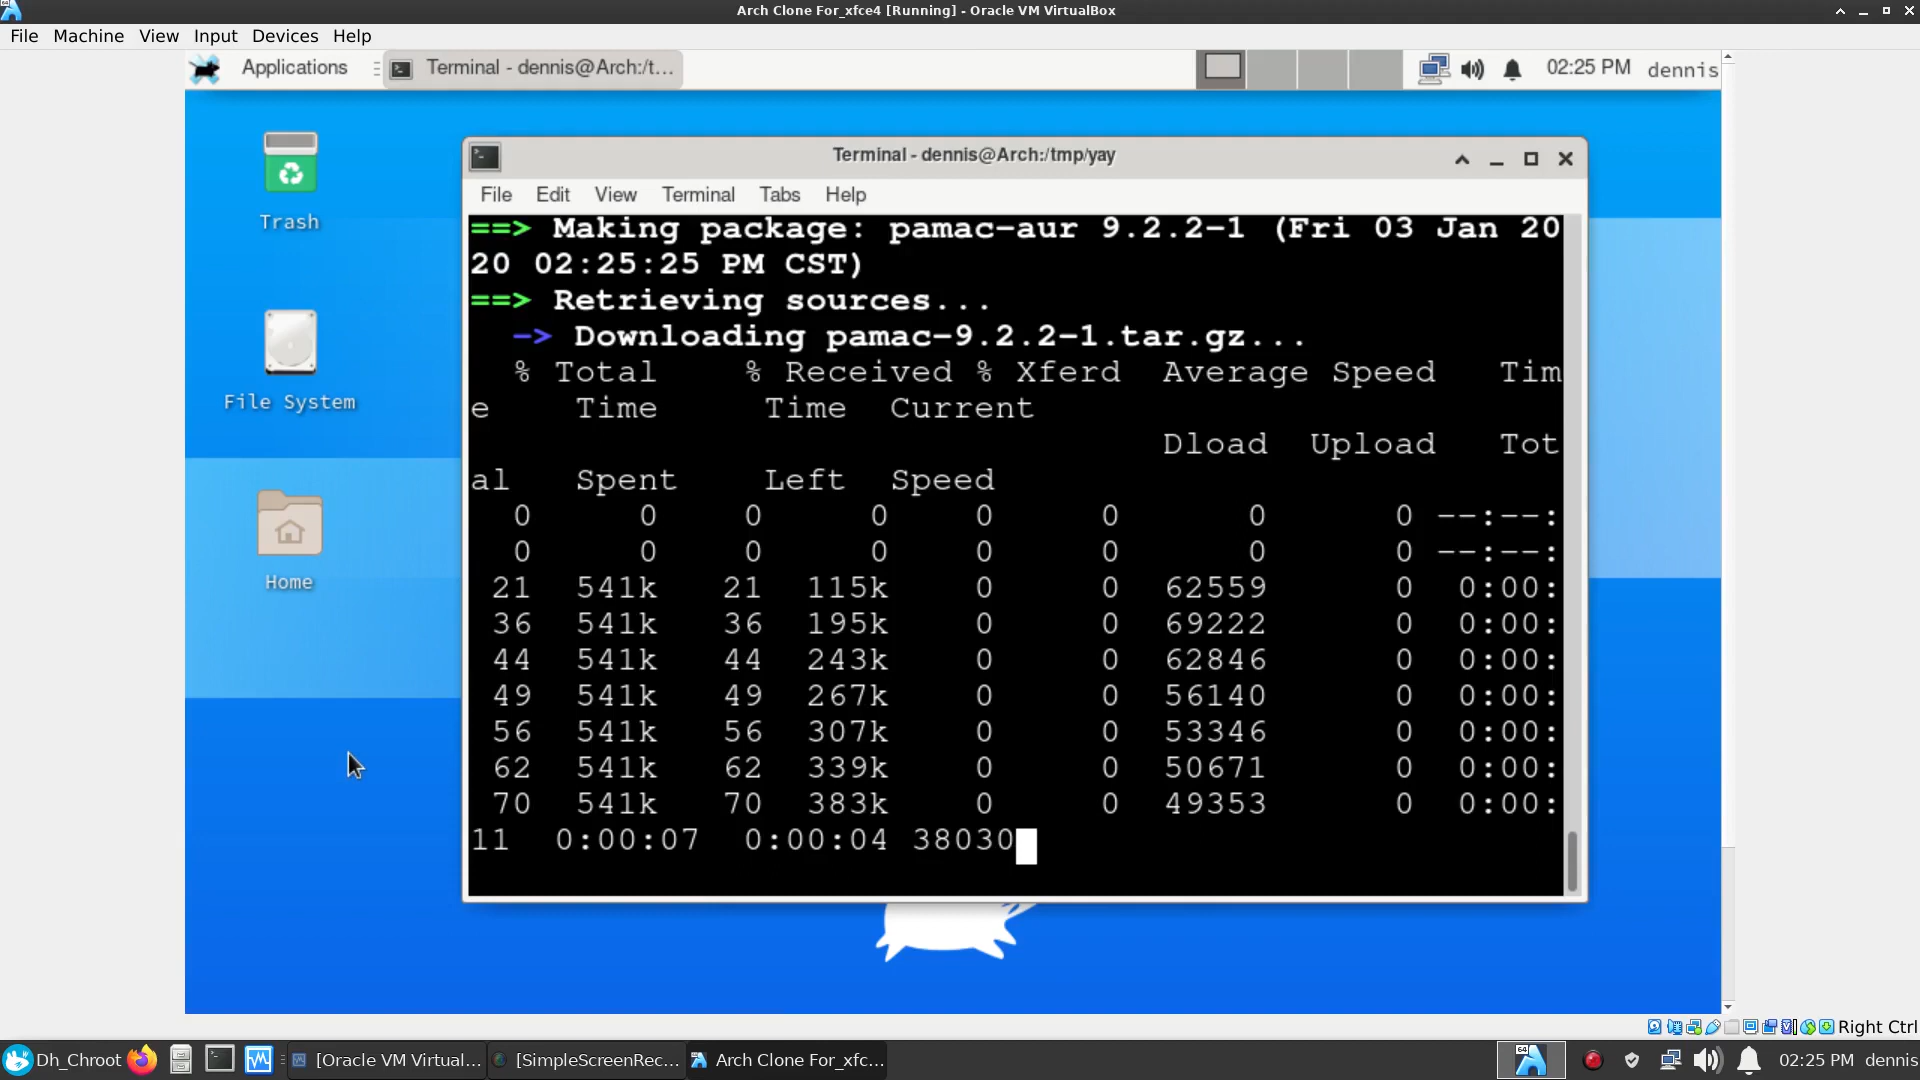 Arch Clone For_xfce4 [Running] - Oracle VM VirtualBox
File Machine View Input Devices Help
Applications Terminal - dennis@Arch:/t... 02:25 PM dennis
Trash
File System
Home
Terminal - dennis@Arch:/tmp/yay
File Edit View Terminal Tabs Help
==> Making package: pamac-aur 9.2.2-1 (Fri 03 Jan 20
20 02:25:25 PM CST)
==> Retrieving sources...
-> Downloading pamac-9.2.2-1.tar.gz...
% Total % Received % Xferd Average Speed Tim
e Time Time Current
Dload Upload Tot
al Spent Left Speed
0 0 0 0 0 0 0 0 --:--:
0 0 0 0 0 0 0 0 --:--:
21 541k 21 115k 0 0 62559 0 0:00:
36 541k 36 195k 0 0 69222 0 0:00:
44 541k 44 243k 0 0 62846 0 0:00:
49 541k 49 267k 0 0 56140 0 0:00:
56 541k 56 307k 0 0 53346 0 0:00:
62 541k 62 339k 0 0 50671 0 0:00:
70 541k 70 383k 0 0 49353 0 0:00:
11 0:00:07 0:00:04 38030
Right Ctrl
Dh_Chroot [Oracle VM Virtual... [SimpleScreenRec... Arch Clone For_xfc... 64 02:25 PM dennis